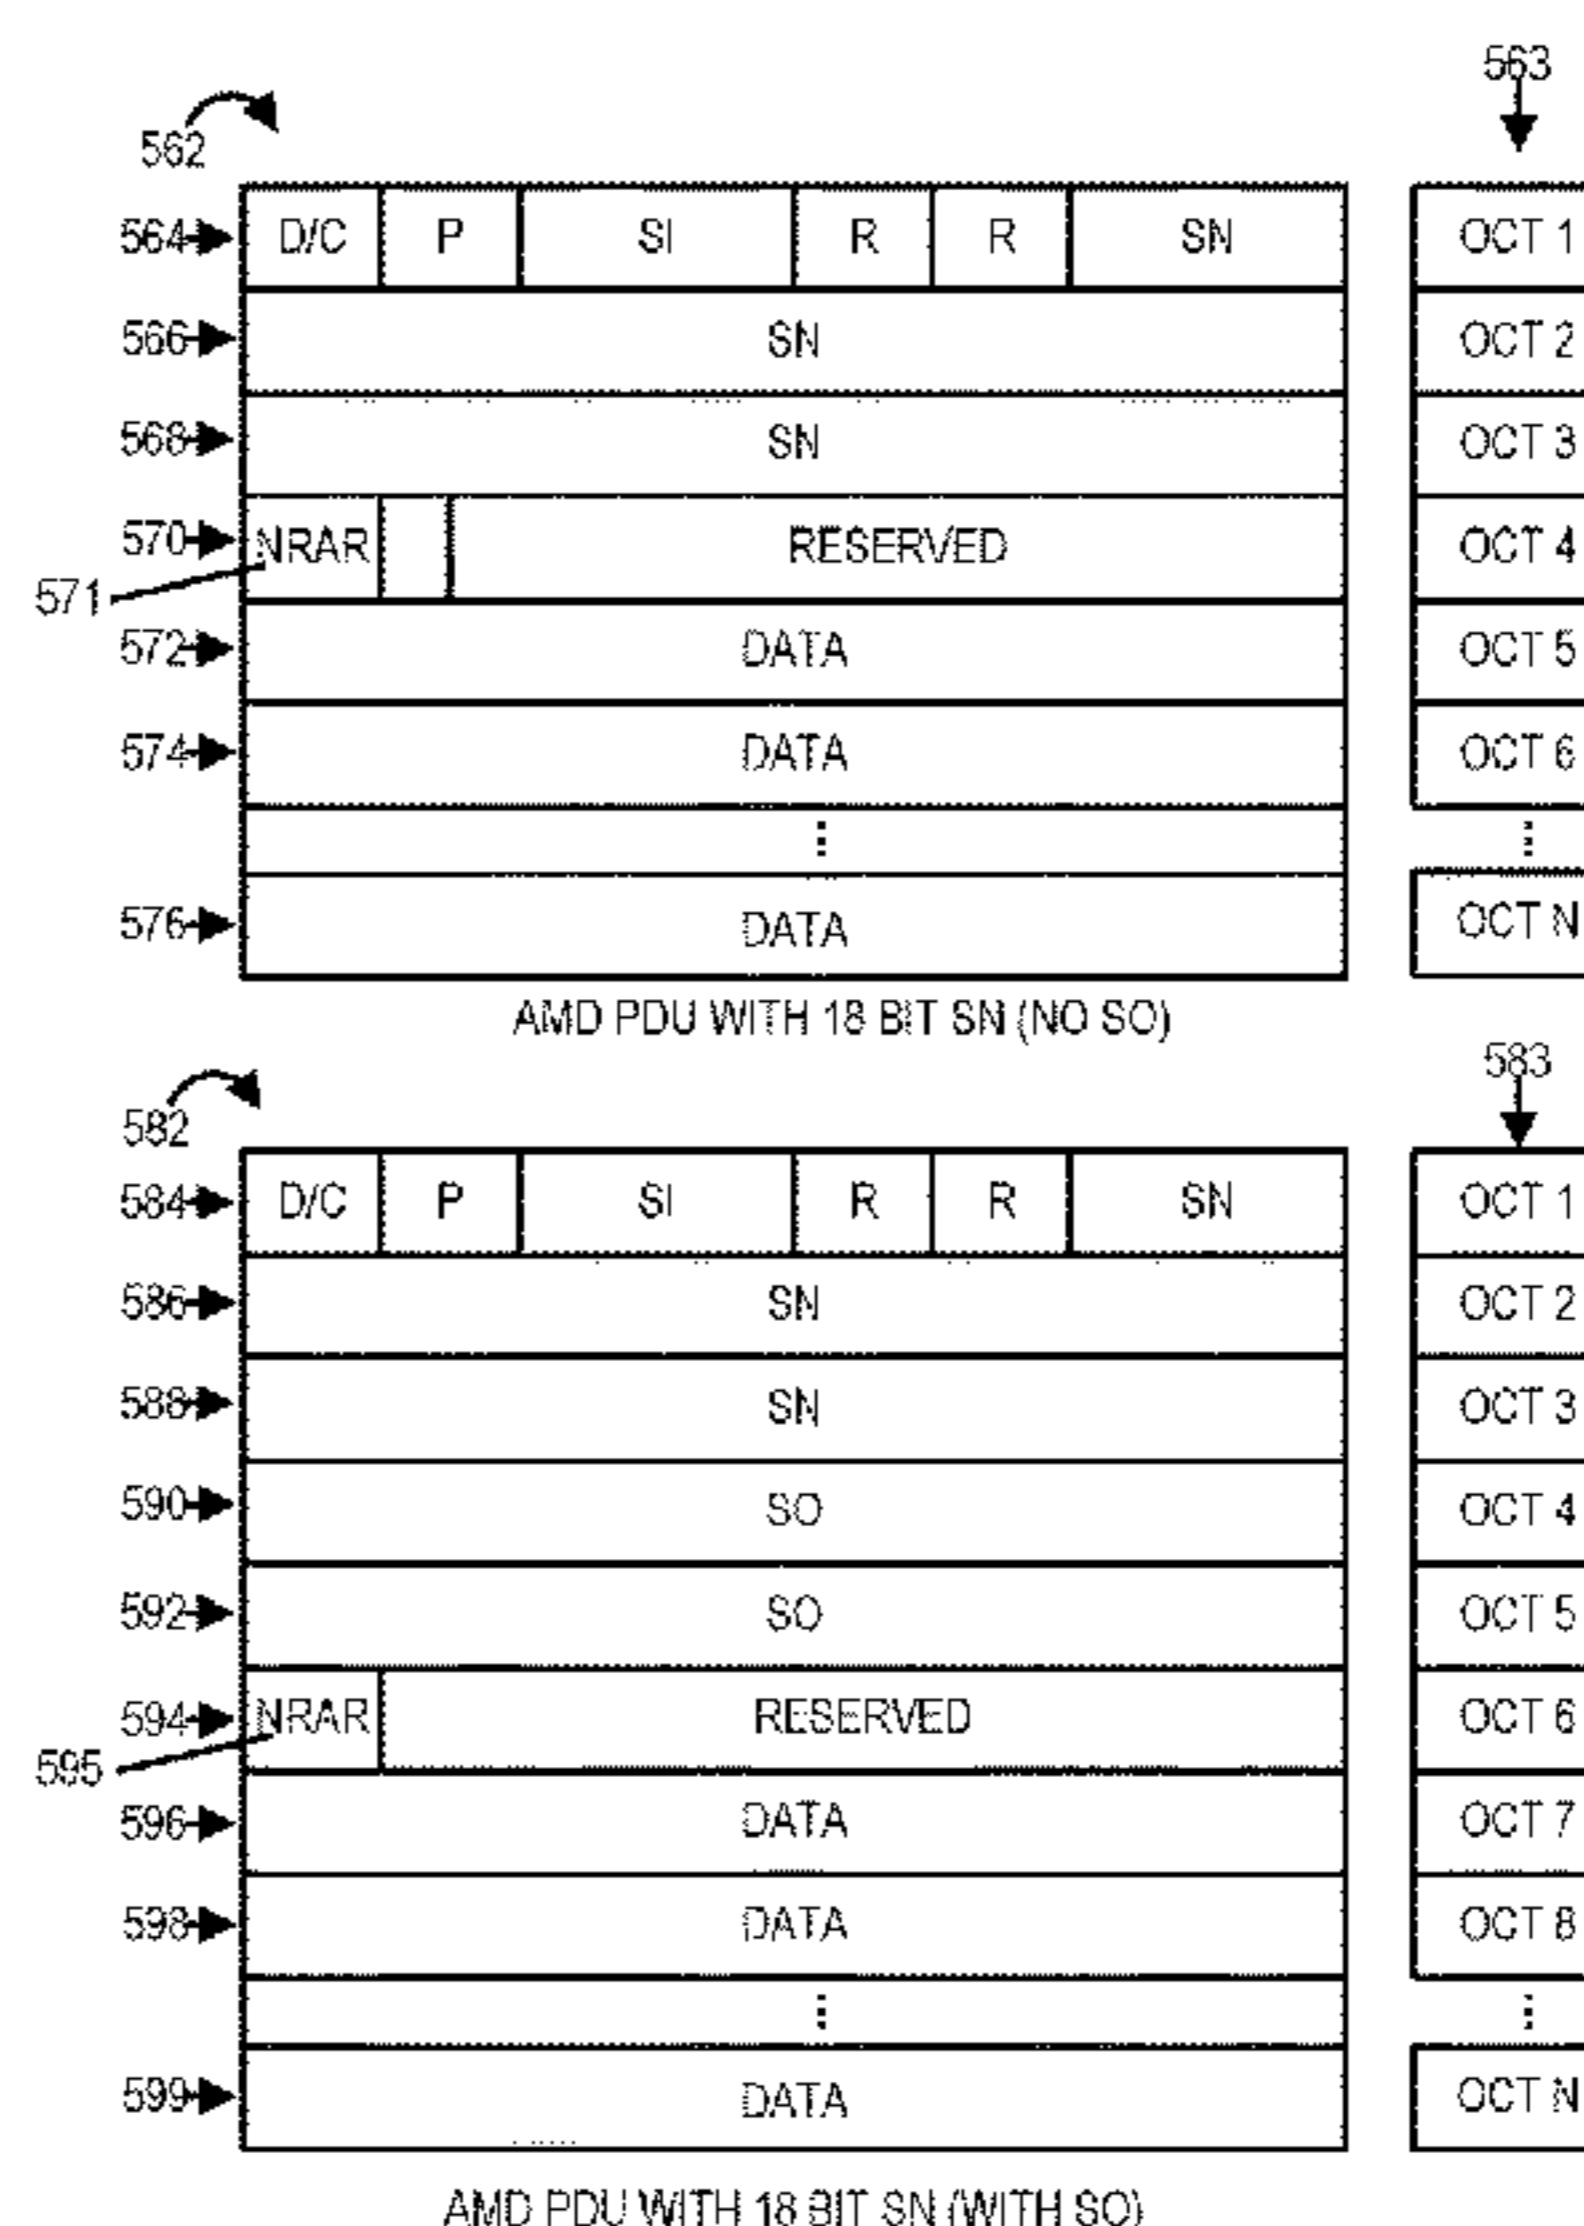 563
562
564 D/C P SI R R SN OCT 1
566 SN OCT 2
568 SN OCT 3
570 NRAR RESERVED OCT 4
571
572 DATA OCT 5
574 DATA OCT 6
⋮ ⋮
576 DATA OCT N
AMD PDU WITH 18 BIT SN (NO SO)
583
582
584 D/C P SI R R SN OCT 1
586 SN OCT 2
588 SN OCT 3
590 SO OCT 4
592 SO OCT 5
594 NRAR RESERVED OCT 6
595
596 DATA OCT 7
598 DATA OCT 8
⋮ ⋮
599 DATA OCT N
AMD PDU WITH 18 BIT SN (WITH SO)